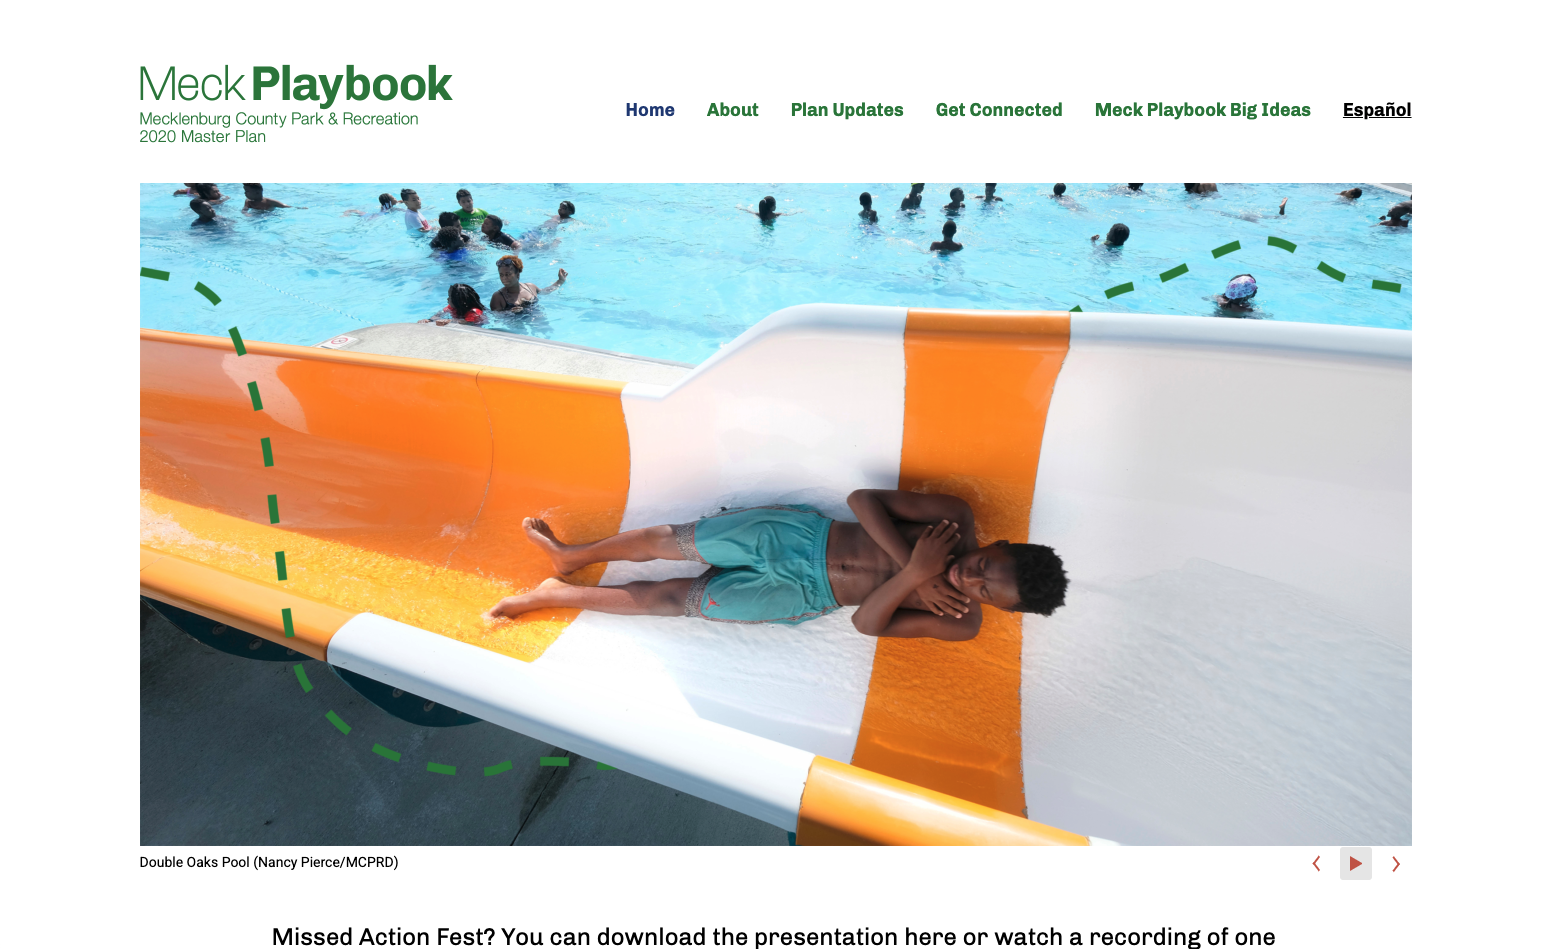 Meck Playbook
Mecklenburg County Park & Recreation
2020 Master Plan
Home About Plan Updates Get Connected Meck Playbook Big Ideas Español
Double Oaks Pool (Nancy Pierce/MCPRD)
Missed Action Fest? You can download the presentation here or watch a recording of one